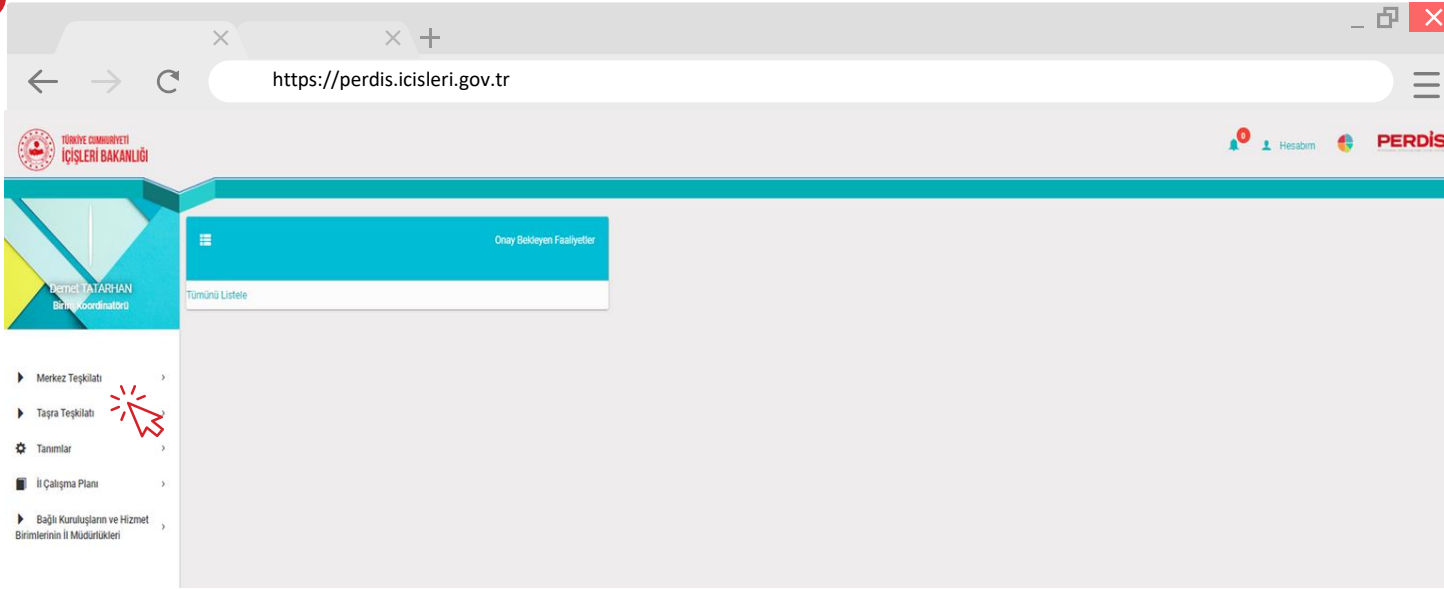 https://perdis.icisleri.gov.tr
TÜRKİYE CUMHURİYETİ
İÇİŞLERİ BAKANLIĞI
0
Hesabım
PERDİS
Demet TATARHAN
Birim Koordinatörü
Onay Bekleyen Faaliyetler
Tümünü Listele
Merkez Teşkilatı
Taşra Teşkilatı
Tanımlar
İl Çalışma Planı
Bağlı Kuruluşların ve Hizmet
Birimlerinin İl Müdürlükleri